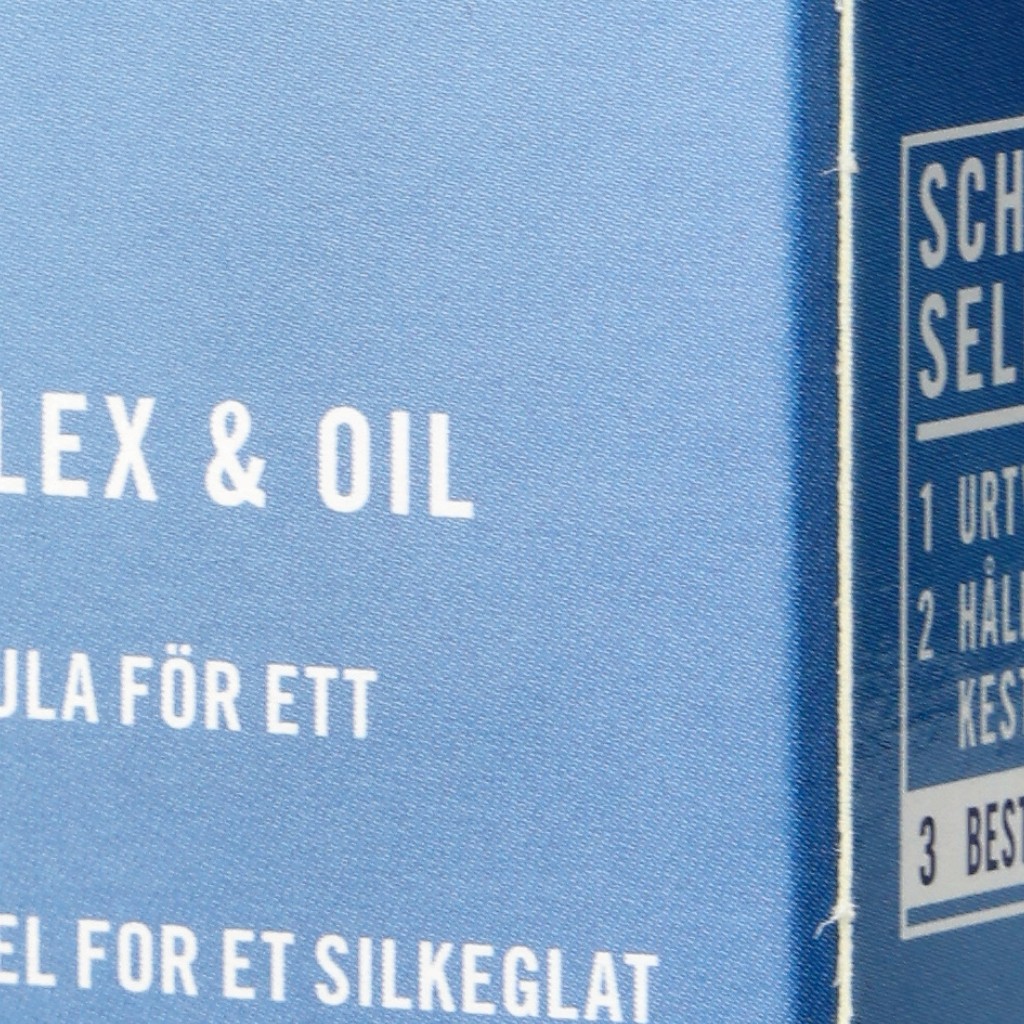 LEX & OIL
ULA FÖR ETT
EL FOR ET SILKEGLAT
SCH
SEL
1 URT
2 HÅL
KEST
3 BEST